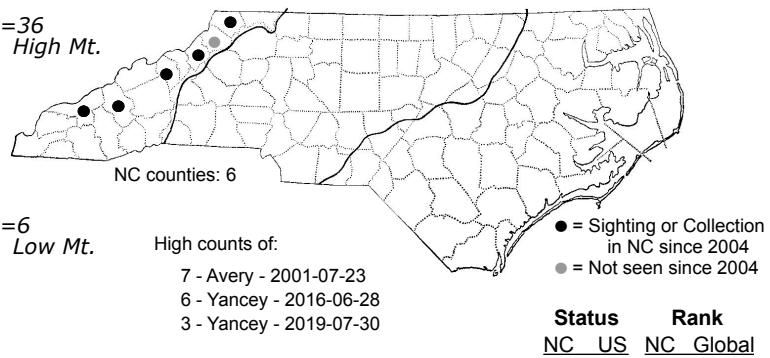 =36
High Mt.
NC counties: 6
=6
Low Mt.
High counts of:
7 - Avery - 2001-07-23
6 - Yancey - 2016-06-28
3 - Yancey - 2019-07-30
= Sighting or Collection
in NC since 2004
= Not seen since 2004
Status Rank
NC US NC Global